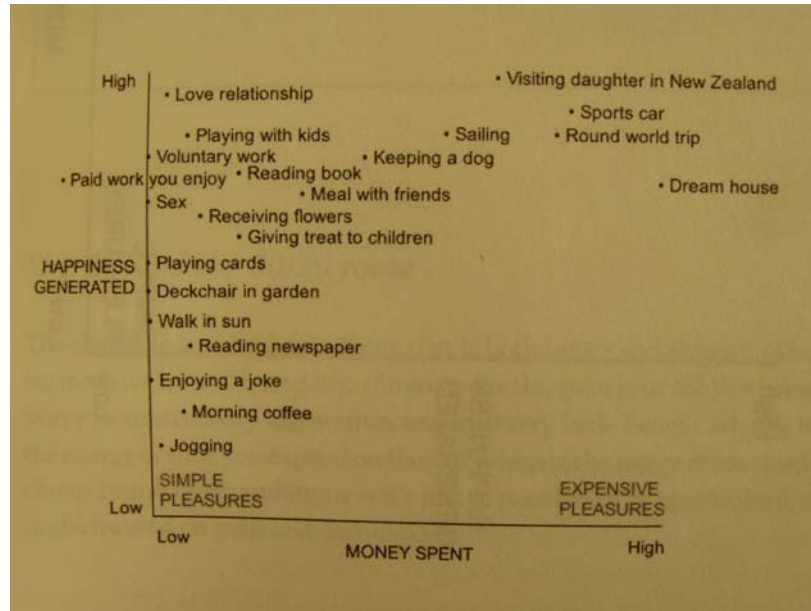 High
• Visiting daughter in New Zealand
• Love relationship
• Sports car
• Playing with kids
• Sailing
• Round world trip
• Voluntary work
• Keeping a dog
• Paid work you enjoy
• Reading book
• Dream house
• Sex
• Meal with friends
• Receiving flowers
• Giving treat to children
HAPPINESS
GENERATED
• Playing cards
• Deckchair in garden
• Walk in sun
• Reading newspaper
• Enjoying a joke
• Morning coffee
• Jogging
SIMPLE
PLEASURES
EXPENSIVE
PLEASURES
Low
Low
MONEY SPENT
High